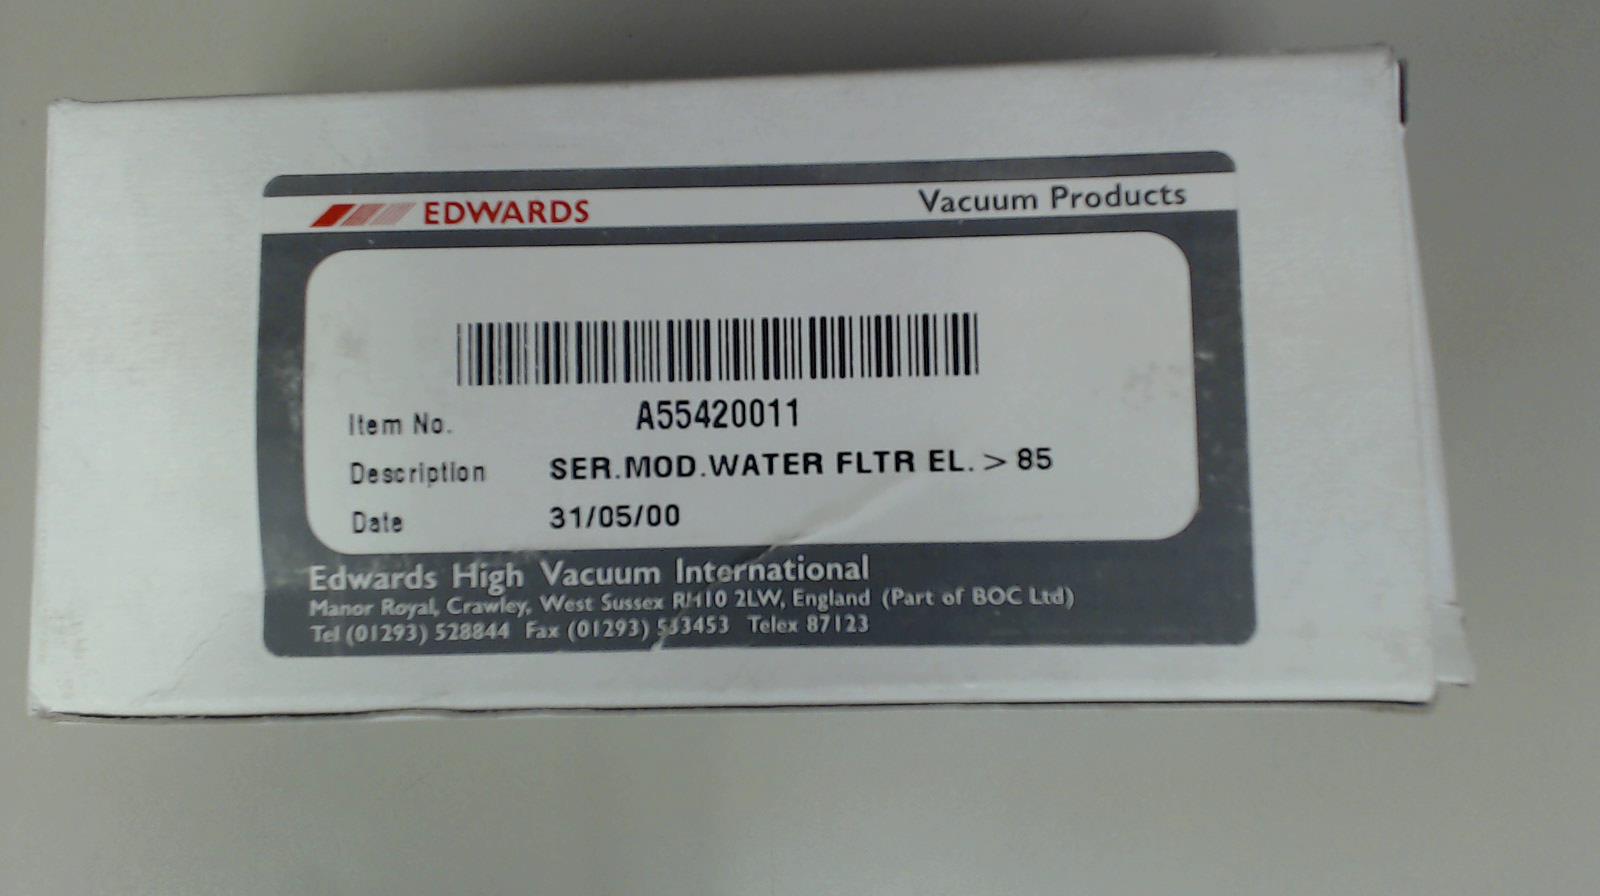 EDWARDS
Vacuum Products
Item No. A55420011
Description SER.MOD.WATER FLTR EL. > 85
Date 31/05/00
Edwards High Vacuum International
Manor Royal, Crawley, West Sussex RH10 2LW, England (Part of BOC Ltd)
Tel (01293) 528844 Fax (01293) 533453 Telex 87123